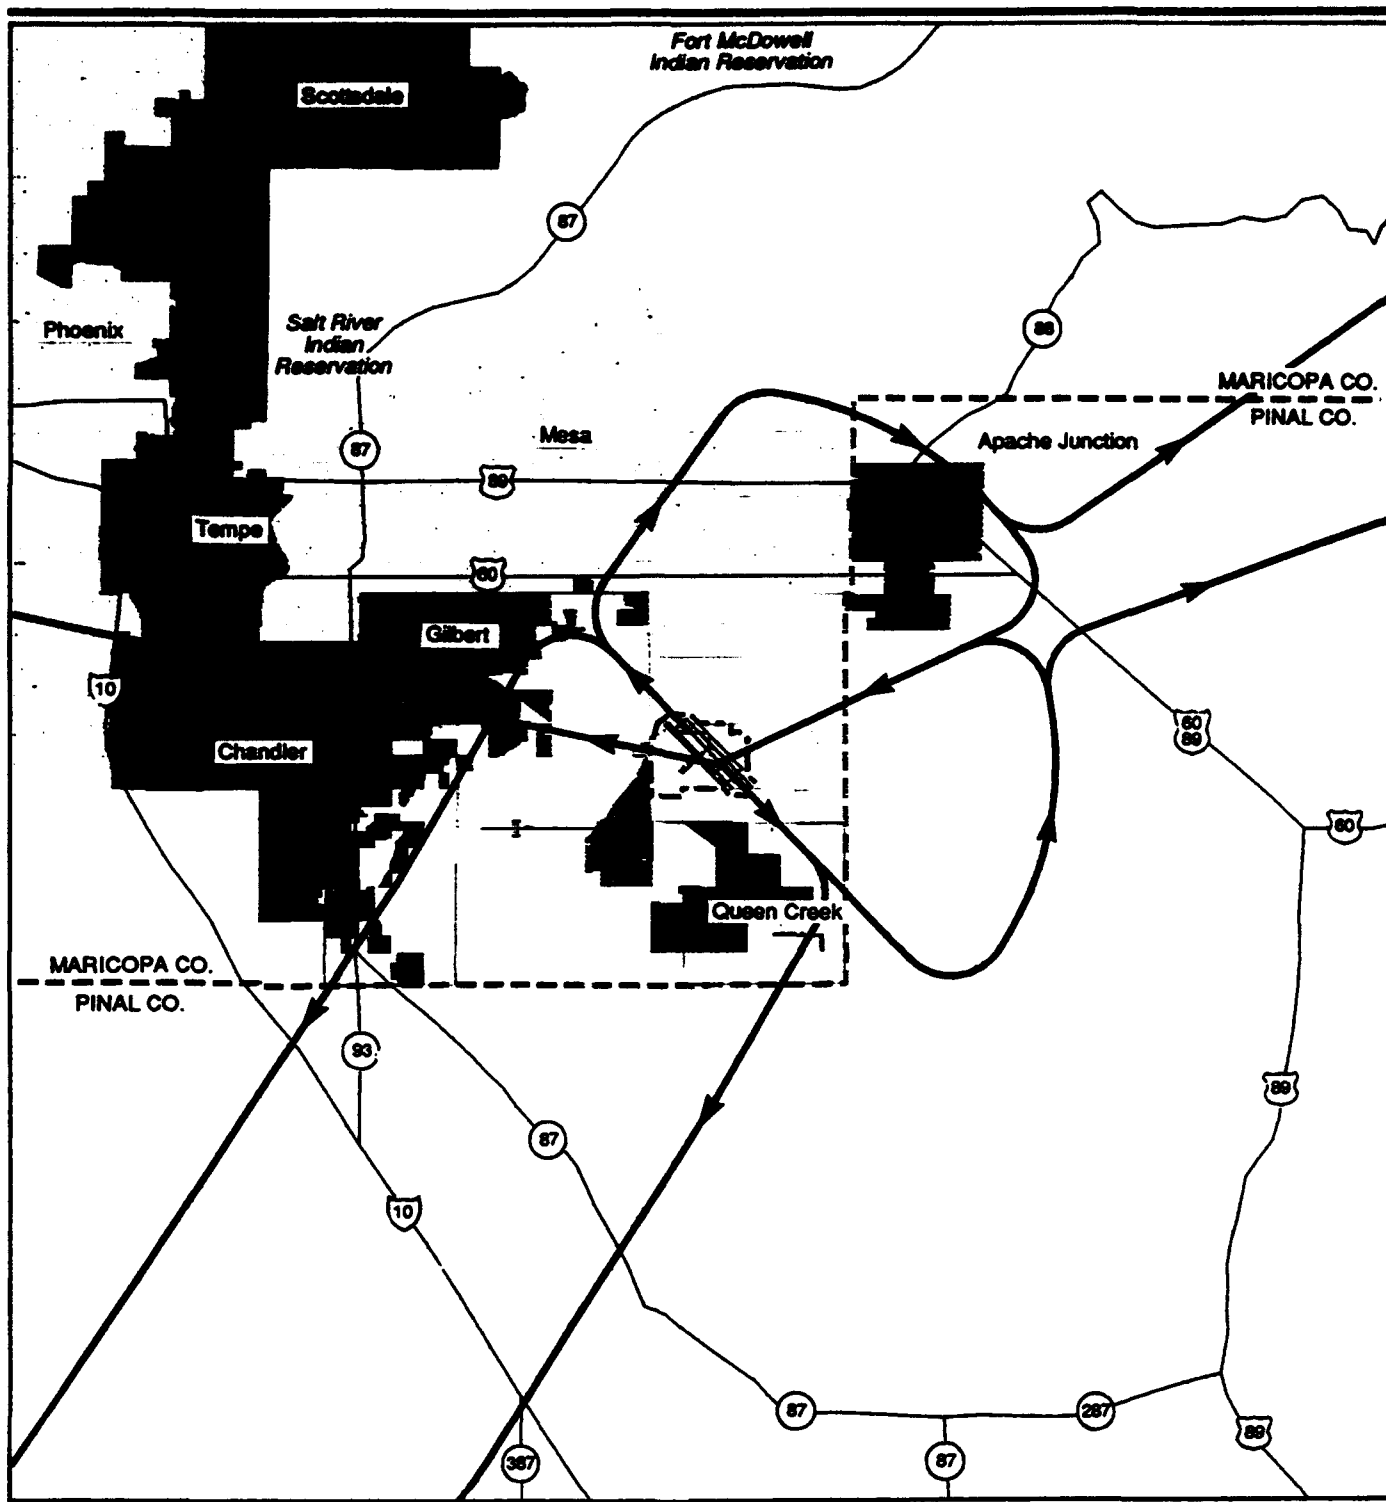 Fort McDowell
Indian Reservation
Scottsdale
87
Phoenix
Salt River
Indian
Reservation
88
MARICOPA CO.
PINAL CO.
Mesa
Apache Junction
87
89
Tempe
60
Gilbert
10
60
89
Chandler
60
Queen Creek
MARICOPA CO.
PINAL CO.
93
89
87
10
87
287
89
387
87